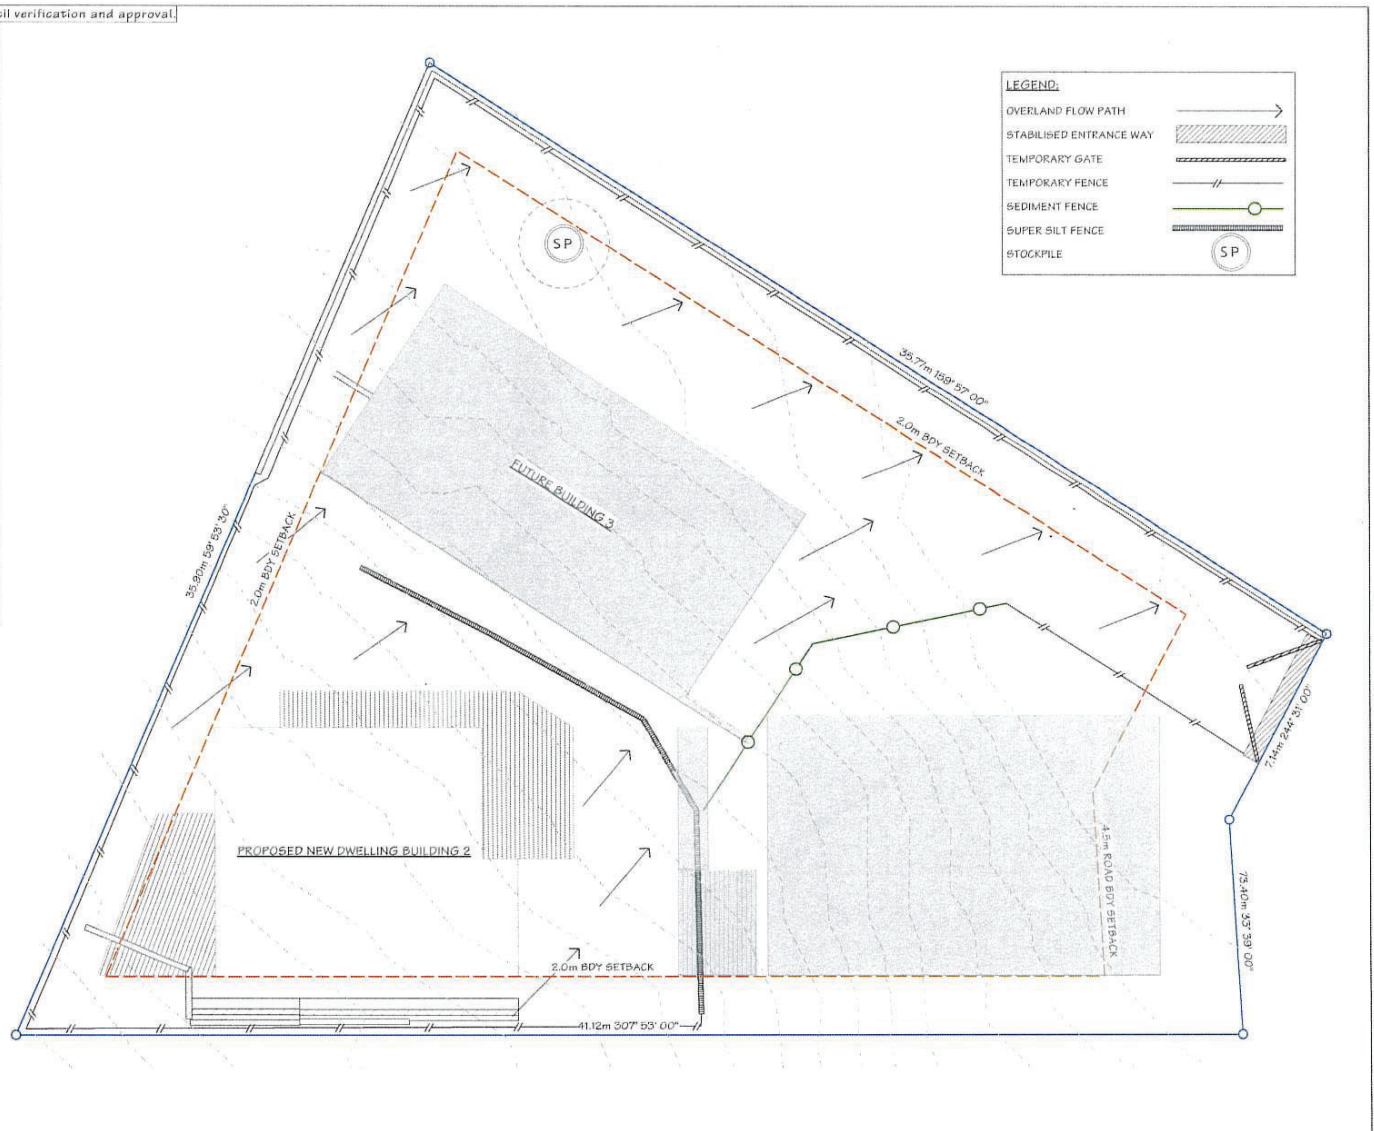 verification and approval.
LEGEND:
OVERLAND FLOW PATH
STABILISED ENTRANCE WAY
TEMPORARY GATE
TEMPORARY FENCE
SEDIMENT FENCE
SUPER SILT FENCE
STOCKPILE
SP
SP
35.77m 159° 57' 00"
2.0m BDY SETBACK
FUTURE BUILDING 3
35.90m 59° 53' 30"
2.0m BDY SETBACK
7.14m 244° 31' 00"
PROPOSED NEW DWELLING BUILDING 2
4.5m ROAD BDY SETBACK
73.40m 33° 39' 00"
2.0m BDY SETBACK
41.12m 307° 53' 00"